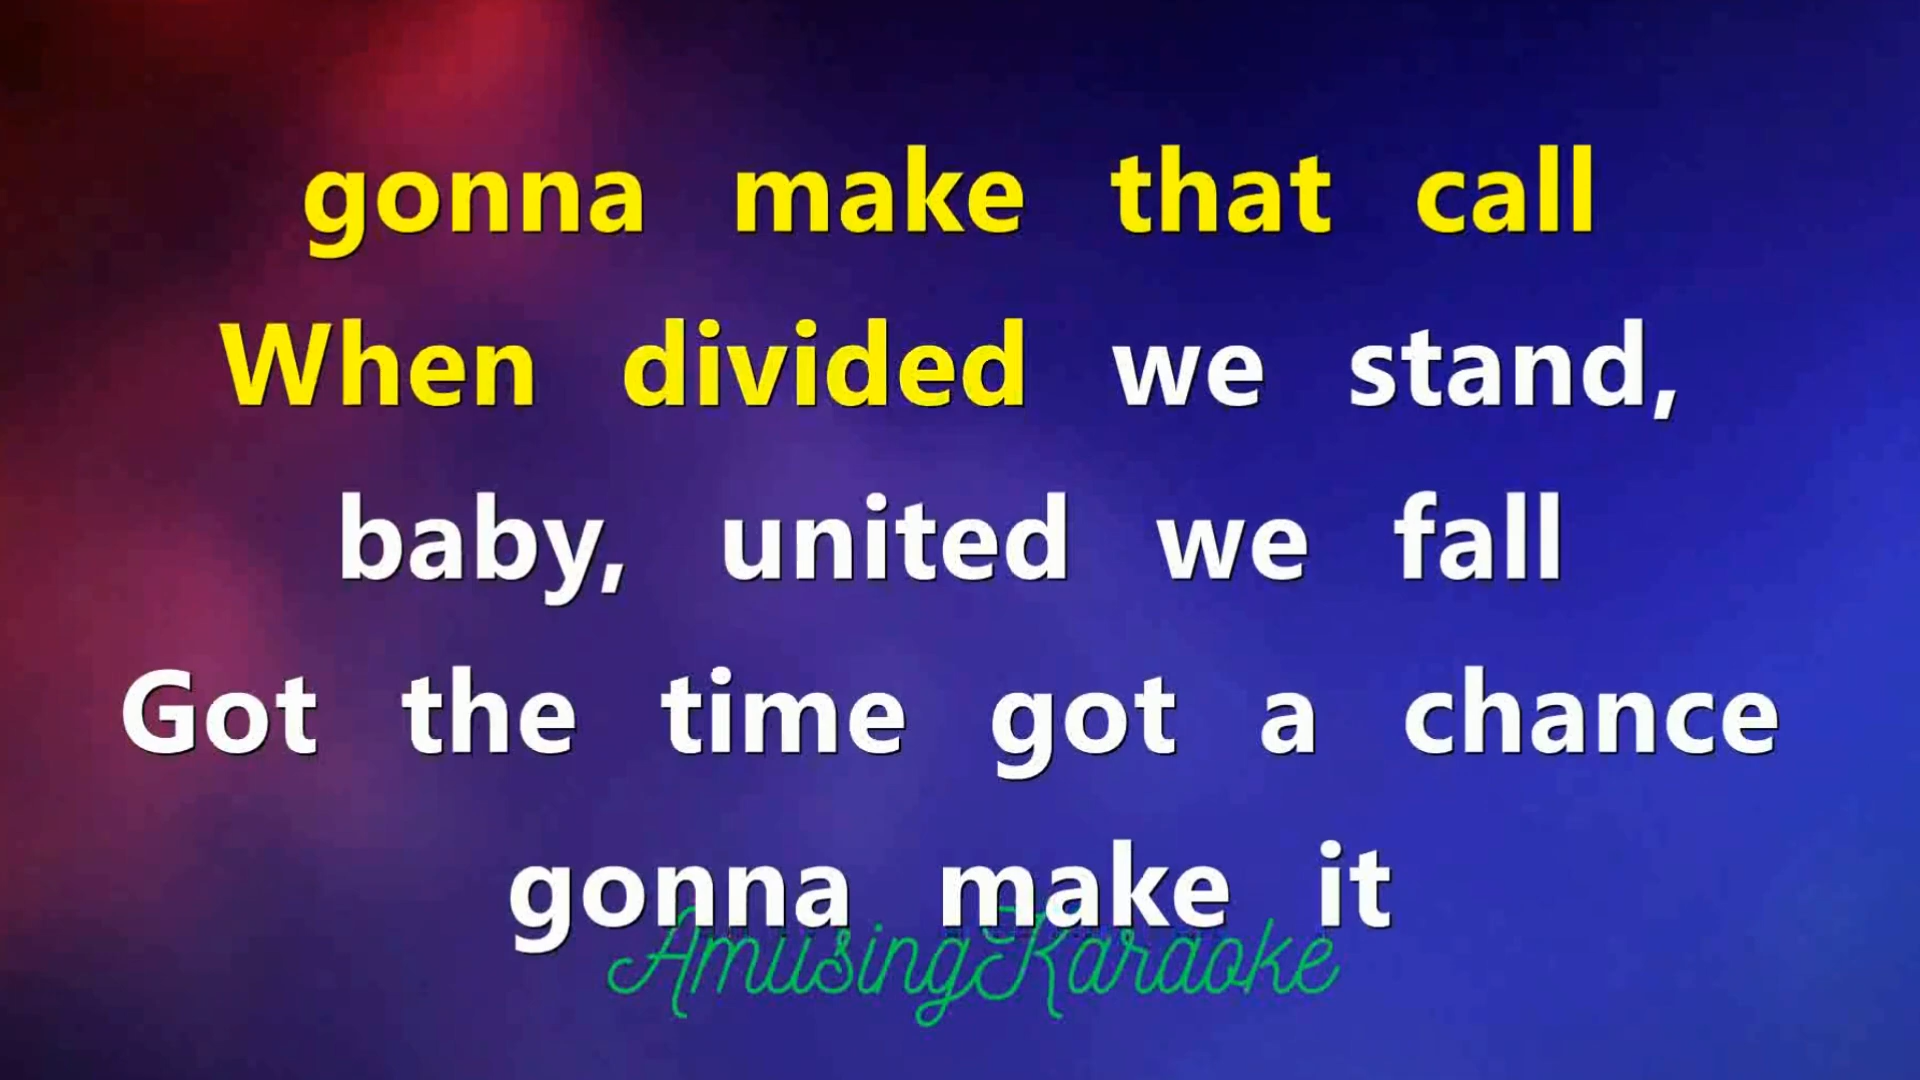 gonna make that call
When divided we stand,
baby, united we fall
Got the time got a chance
gonna make it
AmusingKaraoke